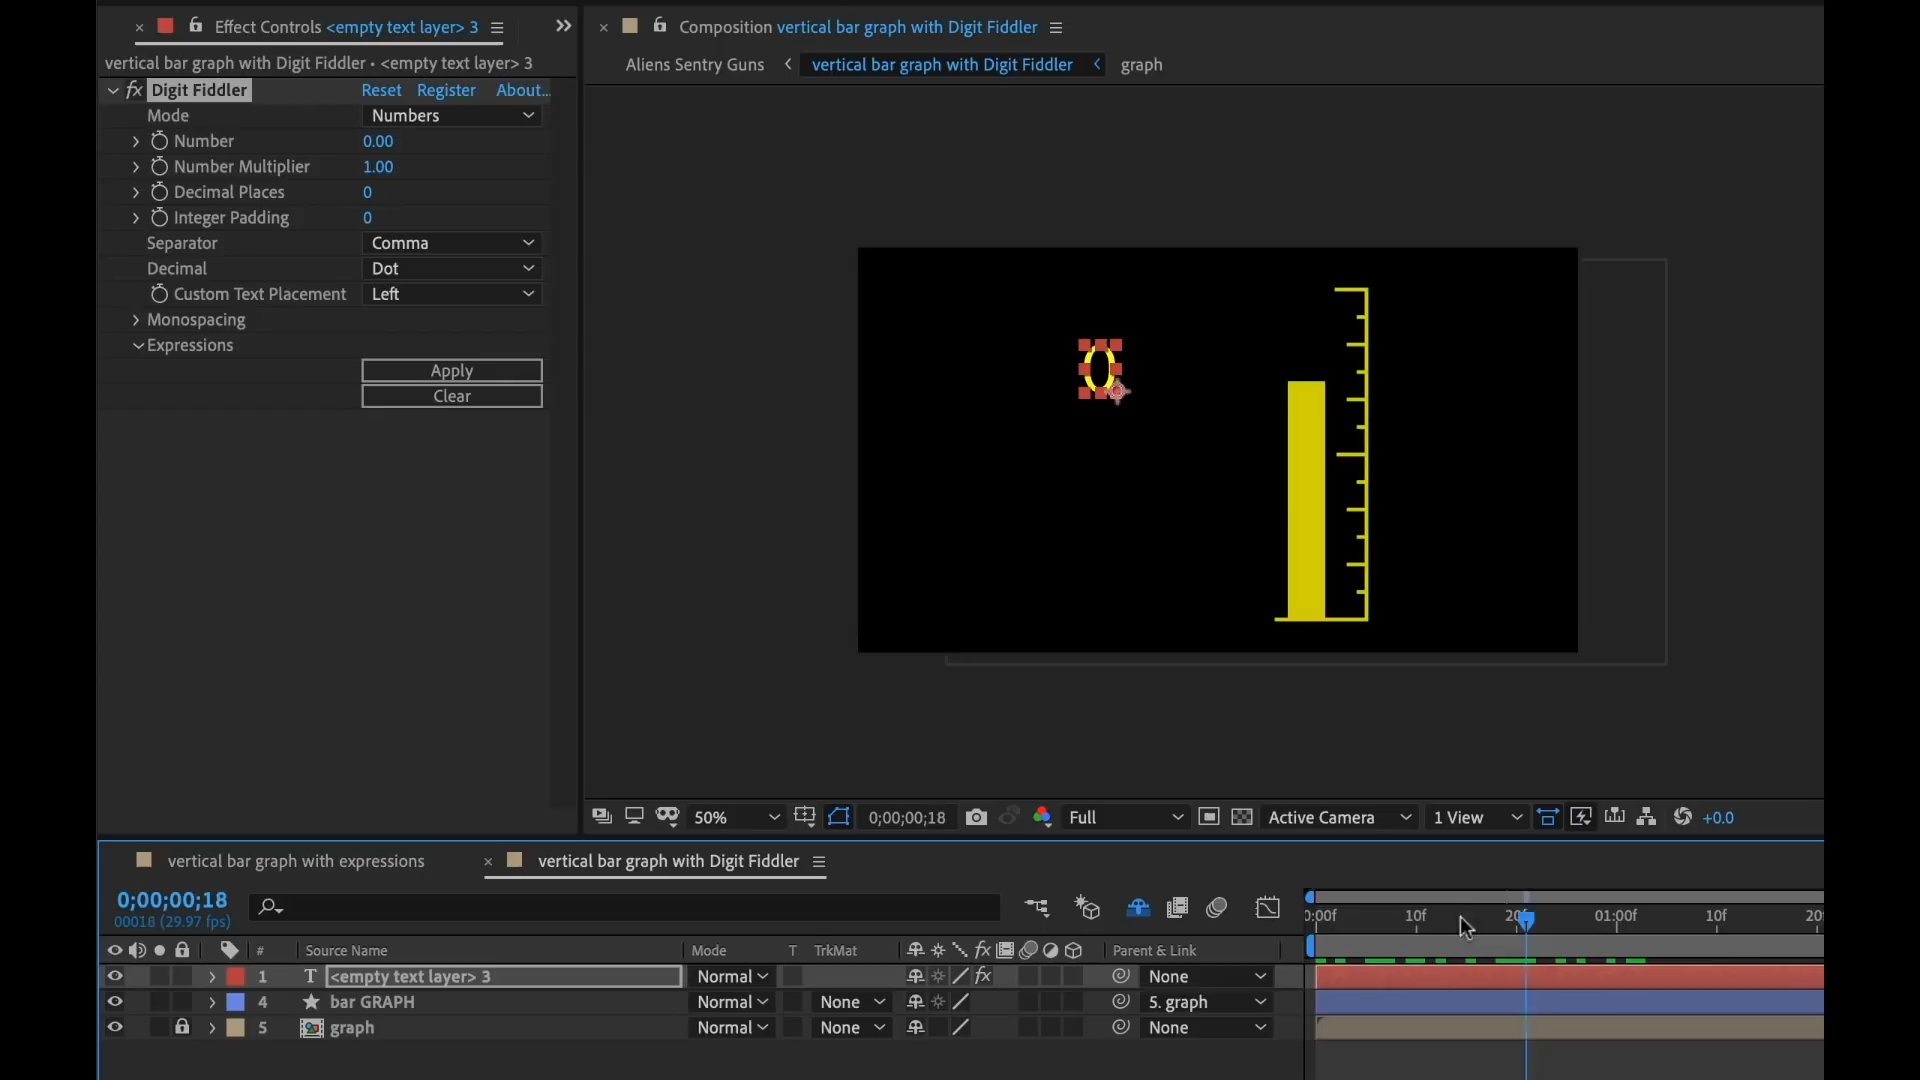 Effect Controls <empty text layer> 3
vertical bar graph with Digit Fiddler • <empty text layer> 3
fx Digit Fiddler Reset Register About...
Mode Numbers
Number 0.00
Number Multiplier 1.00
Decimal Places 0
Integer Padding 0
Separator Comma
Decimal Dot
Custom Text Placement Left
Monospacing
Expressions
Apply
Clear
Composition vertical bar graph with Digit Fiddler
Aliens Sentry Guns vertical bar graph with Digit Fiddler graph
0
50% 0;00;00;18 Full Active Camera 1 View +0.0
vertical bar graph with expressions vertical bar graph with Digit Fiddler
0;00;00;18
00018 (29.97 fps)
0:00f 10f 20f 01:00f 10f 20
# Source Name Mode T TrkMat fx Parent & Link
1 T <empty text layer> 3 Normal fx None
4 bar GRAPH Normal None 5. graph
5 graph Normal None None